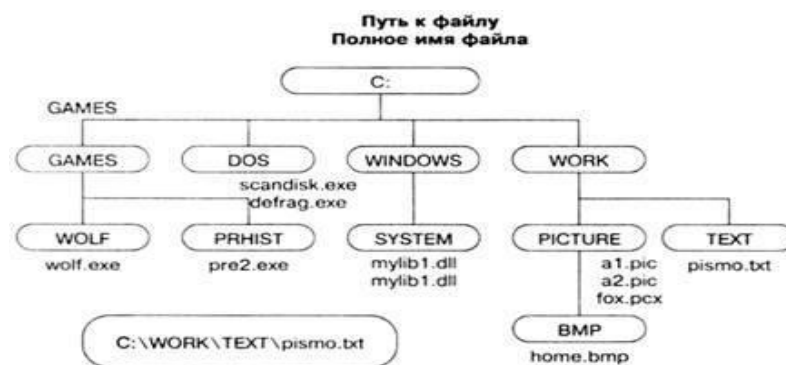 Путь к файлу
Полное имя файла
C:
GAMES
GAMES DOS WINDOWS WORK
scandisk.exe
defrag.exe
WOLF PRHIST SYSTEM PICTURE TEXT
wolf.exe pre2.exe mylib1.dll a1.pic pismo.txt
mylib1.dll a2.pic
fox.pcx
C:\WORK\TEXT\pismo.txt
BMP
home.bmp